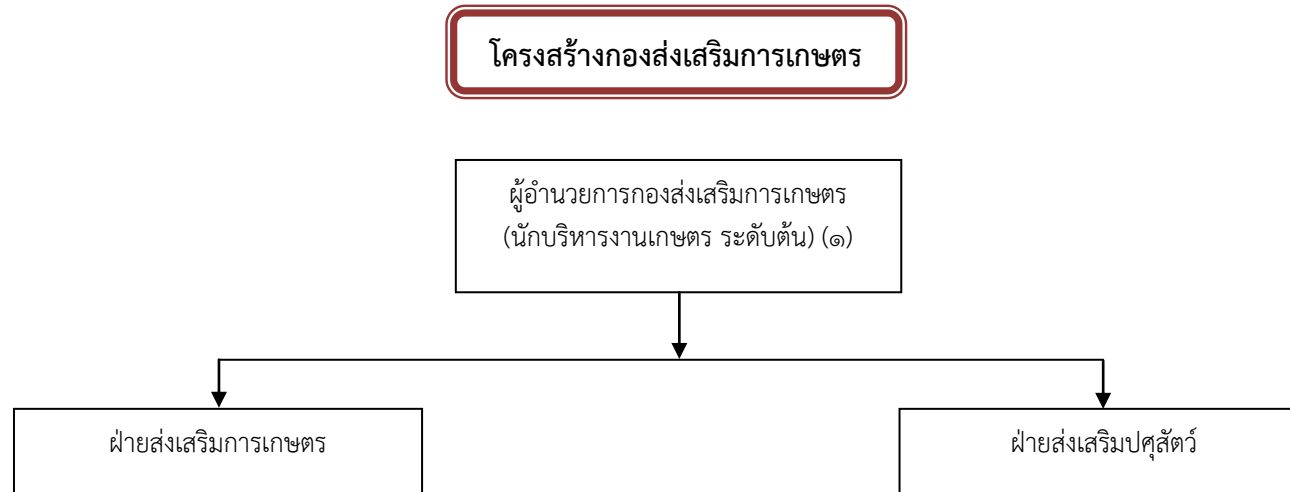 โครงสร้างกองส่งเสริมการเกษตร
ผู้อำนวยการกองส่งเสริมการเกษตร
(นักบริหารงานเกษตร ระดับต้น) (๑)
ฝ่ายส่งเสริมการเกษตร
ฝ่ายส่งเสริมปศุสัตว์